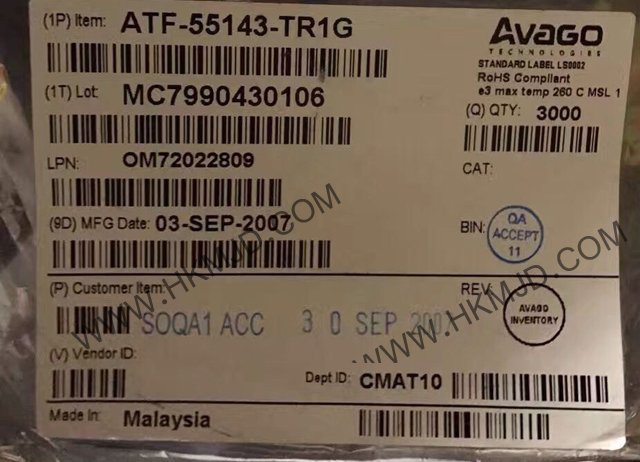 (1P) Item: ATF-55143-TR1G
AVAGO
TECHNOLOGIES
STANDARD LABEL LS0002
RoHS Compliant
e3 max temp 260 C MSL 1
(1T) Lot: MC7990430106
(Q) QTY: 3000
LPN: OM72022809
CAT:
(9D) MFG Date: 03-SEP-2007
BIN:
QA
ACCEPT
11
(P) Customer Item:
REV:
SOQA1 ACC 3 0 SEP 2007
AVAGO
INVENTORY
(V) Vendor ID:
Dept ID: CMAT10
Made In: Malaysia
WWW.HKMJD.COM
WWW.HKMJD.COM